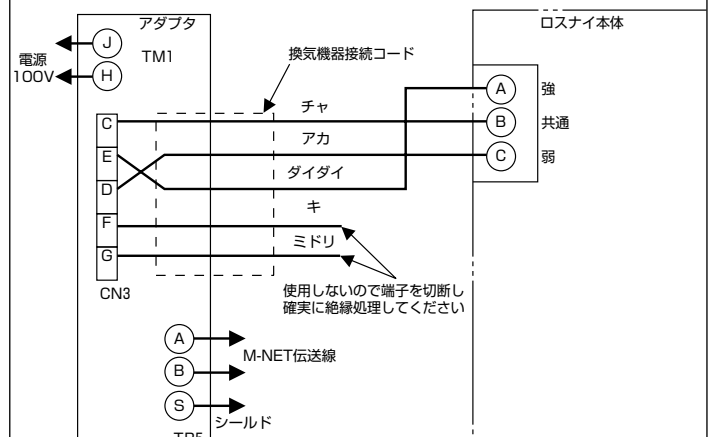 アダプタ
ロスナイ本体
J
TM1
電源
100V
H
換気機器接続コード
A
強
チャ
C
B
共通
アカ
E
C
弱
ダイダイ
D
キ
F
ミドリ
G
CN3
使用しないので端子を切断し
確実に絶縁処理してください
A
M-NET伝送線
B
S
シールド